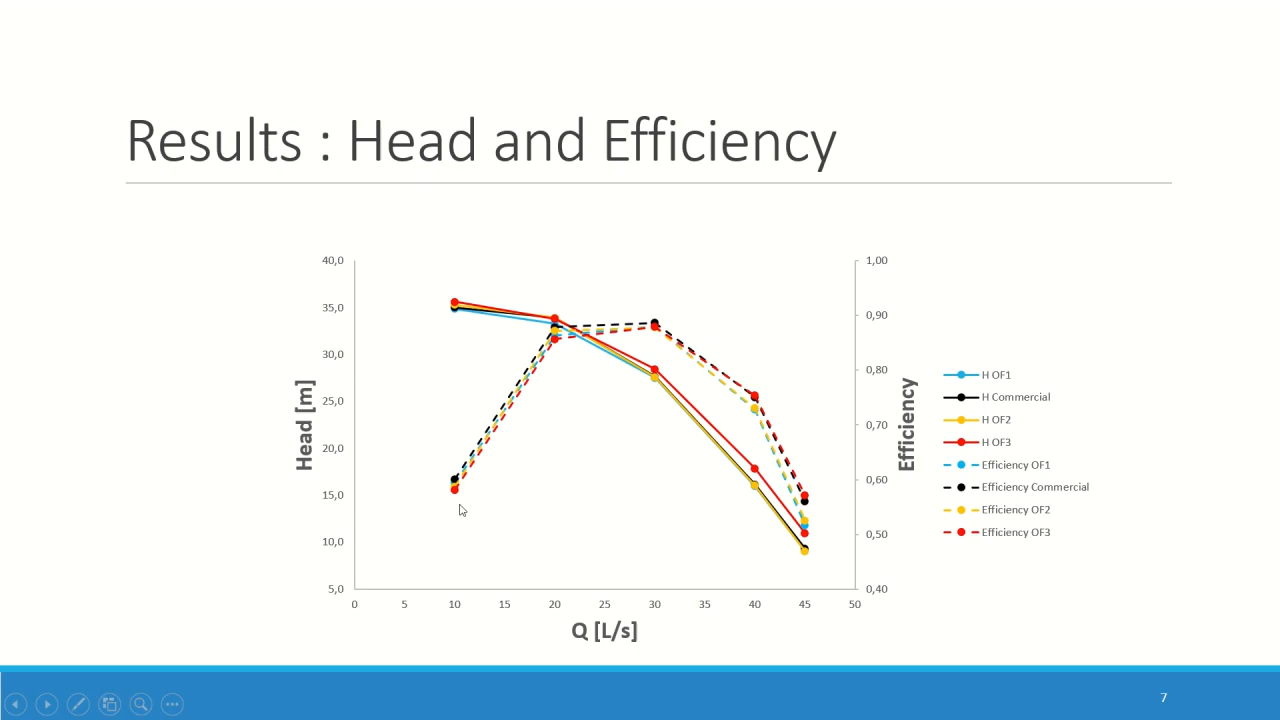 Results : Head and Efficiency
40,0
35,0
30,0
25,0
20,0
15,0
10,0
5,0
Head [m]
0 5 10 15 20 25 30 35 40 45 50
Q [L/s]
1,00
0,90
0,80
0,70
0,60
0,50
0,40
Efficiency
H OF1
H Commercial
H OF2
H OF3
Efficiency OF1
Efficiency Commercial
Efficiency OF2
Efficiency OF3
7